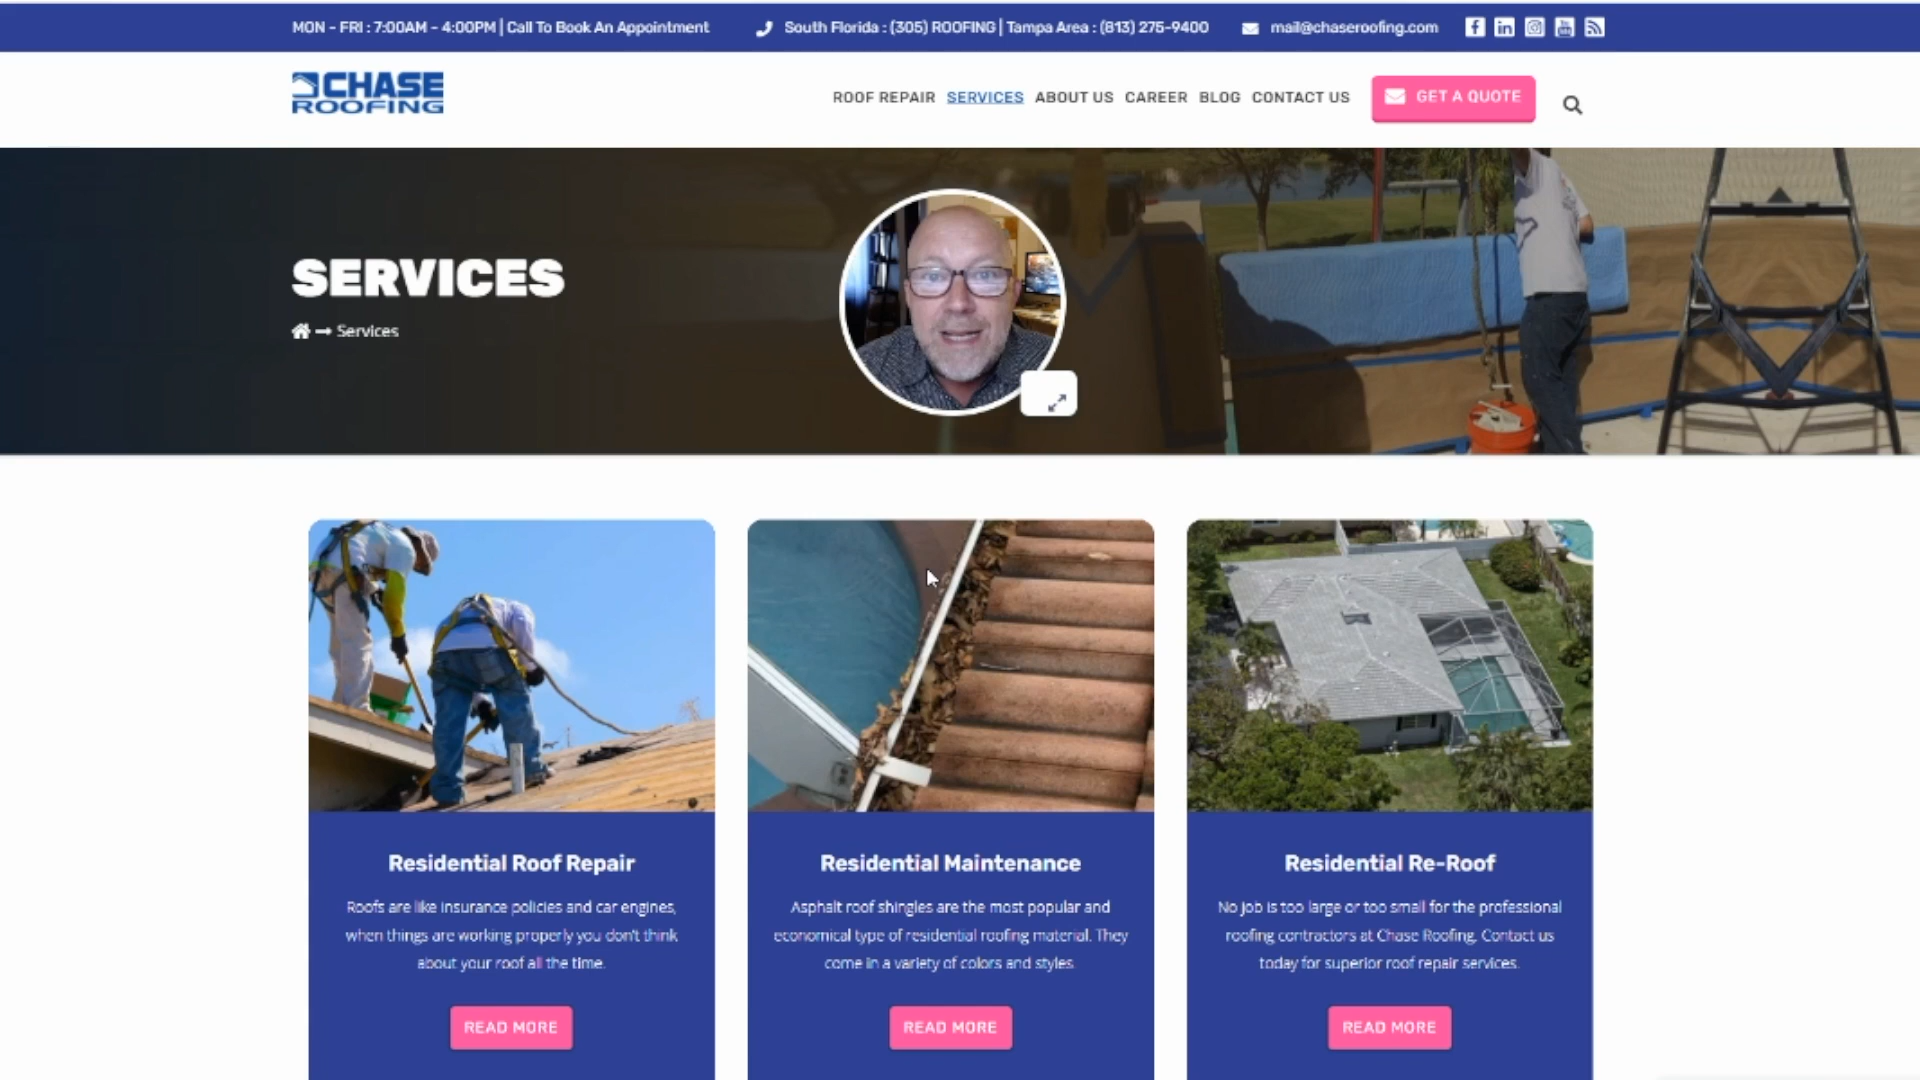 MON - FRI : 7:00AM - 4:00PM | Call To Book An Appointment
South Florida : (305) ROOFING | Tampa Area : (813) 275-9400
mail@chaseroofing.com
CHASE
ROOFING
ROOF REPAIR SERVICES ABOUT US CAREER BLOG CONTACT US
GET A QUOTE
SERVICES
Services
Residential Roof Repair
Roofs are like insurance policies and car engines,
when things are working properly you don't think
about your roof all the time.
READ MORE
Residential Maintenance
Asphalt roof shingles are the most popular and
economical type of residential roofing material. They
come in a variety of colors and styles.
READ MORE
Residential Re-Roof
No job is too large or too small for the professional
roofing contractors at Chase Roofing. Contact us
today for superior roof repair services.
READ MORE